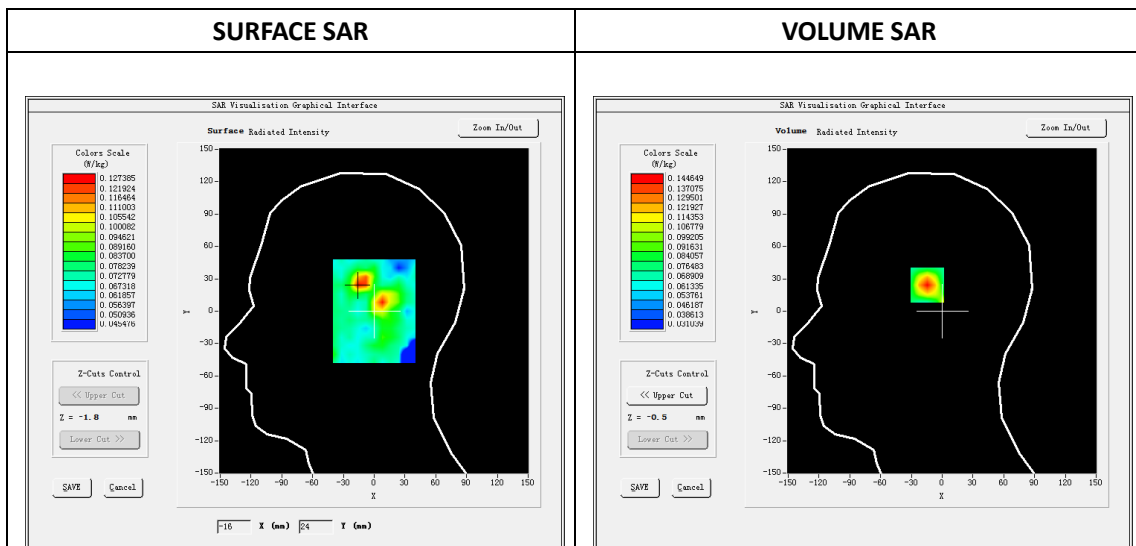 SURFACE SAR
VOLUME SAR
SAR Visualisation Graphical Interface
Surface Radiated Intensity
Zoom In/Out
Colors Scale
(W/kg)
0.127385
0.121924
0.116464
0.111003
0.105542
0.100082
0.094621
0.089160
0.083700
0.078239
0.072779
0.067318
0.061857
0.056397
0.050936
0.045476
150
120
90
60
30
0
-30
-60
-90
-120
-150
Y
-150 -120 -90 -60 -30 0 30 60 90 120 150
X
Z-Cuts Control
<< Upper Cut
Z = -1.8 mm
Lower Cut >>
SAVE Cancel
-16 X (mm) 24 Y (mm)
SAR Visualisation Graphical Interface
Volume Radiated Intensity
Zoom In/Out
Colors Scale
(W/kg)
0.144649
0.137075
0.129501
0.121927
0.114353
0.106779
0.099205
0.091631
0.084057
0.076483
0.068909
0.061335
0.053761
0.046187
0.038613
0.031039
150
120
90
60
30
0
-30
-60
-90
-120
-150
Y
-150 -120 -90 -60 -30 0 30 60 90 120 150
X
Z-Cuts Control
<< Upper Cut
Z = -0.5 mm
Lower Cut >>
SAVE Cancel